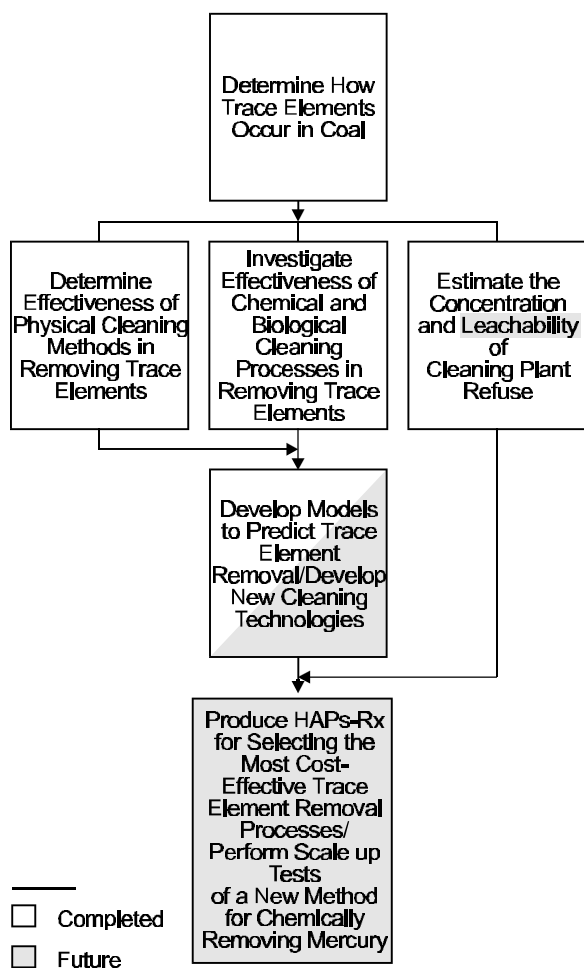 Determine How
Trace Elements
Occur in Coal
Determine
Effectiveness of
Physical Cleaning
Methods in
Removing Trace
Elements
Investigate
Effectiveness of
Chemical and
Biological
Cleaning
Processes in
Removing Trace
Elements
Estimate the
Concentration
and Leachability
of
Cleaning Plant
Refuse
Develop Models
to Predict Trace
Element
Removal/Develop
New Cleaning
Technologies
Produce HAPs-Rx
for Selecting the
Most Cost-
Effective Trace
Element Removal
Processes/
Perform Scale up
Tests
of a New Method
for Chemically
Removing Mercury
Completed
Future